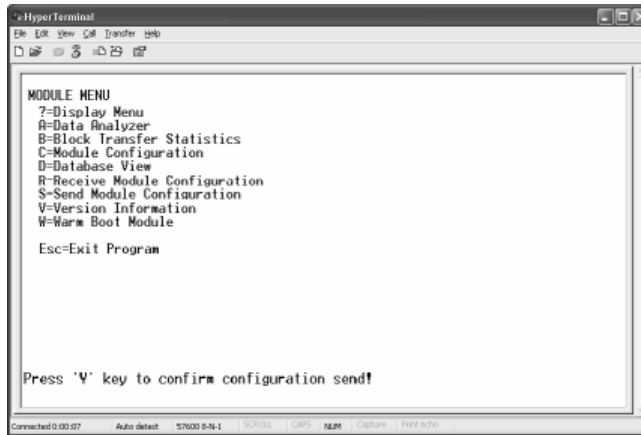 HyperTerminal
File Edit View Call Transfer Help
MODULE MENU
?=Display Menu
A=Data Analyzer
B=Block Transfer Statistics
C=Module Configuration
D=Database View
R=Receive Module Configuration
S=Send Module Configuration
V=Version Information
W=Warm Boot Module
Esc=Exit Program
Press 'Y' key to confirm configuration send!
Connected 0:00:07 Auto detect 57600 8-N-1 SCROLL CAPS NUM Capture Print echo